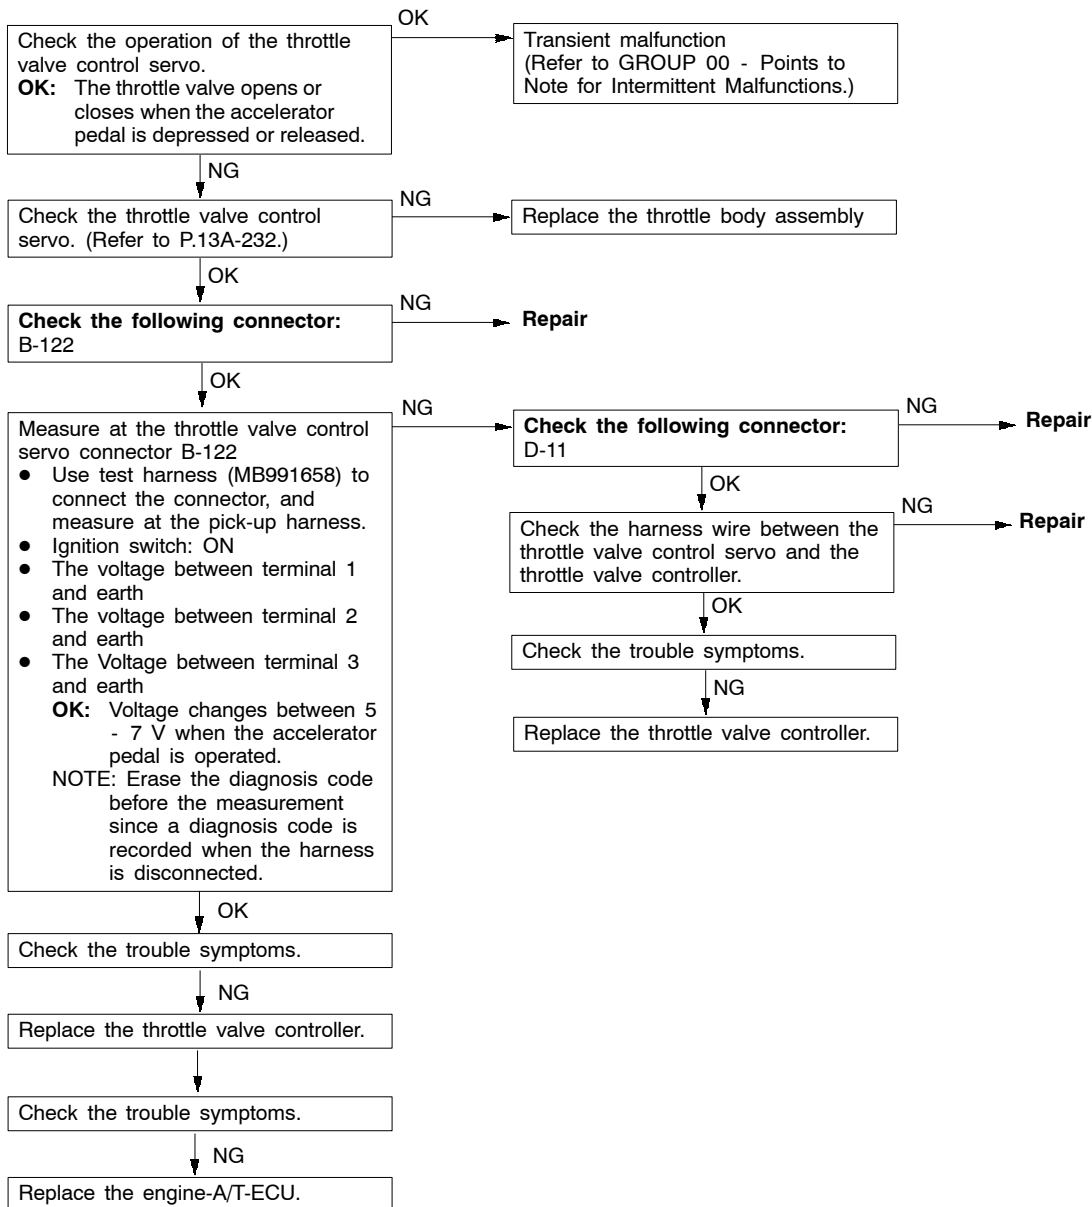 Check the operation of the throttle
valve control servo.
OK: The throttle valve opens or
closes when the accelerator
pedal is depressed or released.
OK
Transient malfunction
(Refer to GROUP 00 - Points to
Note for Intermittent Malfunctions.)
NG
Check the throttle valve control
servo. (Refer to P.13A-232.)
NG
Replace the throttle body assembly
OK
Check the following connector:
B-122
NG
Repair
OK
Measure at the throttle valve control
servo connector B-122
● Use test harness (MB991658) to
connect the connector, and
measure at the pick-up harness.
● Ignition switch: ON
● The voltage between terminal 1
and earth
● The voltage between terminal 2
and earth
● The Voltage between terminal 3
and earth
OK: Voltage changes between 5
- 7 V when the accelerator
pedal is operated.
NOTE: Erase the diagnosis code
before the measurement
since a diagnosis code is
recorded when the harness
is disconnected.
NG
Check the following connector:
D-11
NG
Repair
OK
Check the harness wire between the
throttle valve control servo and the
throttle valve controller.
NG
Repair
OK
Check the trouble symptoms.
NG
Replace the throttle valve controller.
OK
Check the trouble symptoms.
NG
Replace the throttle valve controller.
Check the trouble symptoms.
NG
Replace the engine-A/T-ECU.